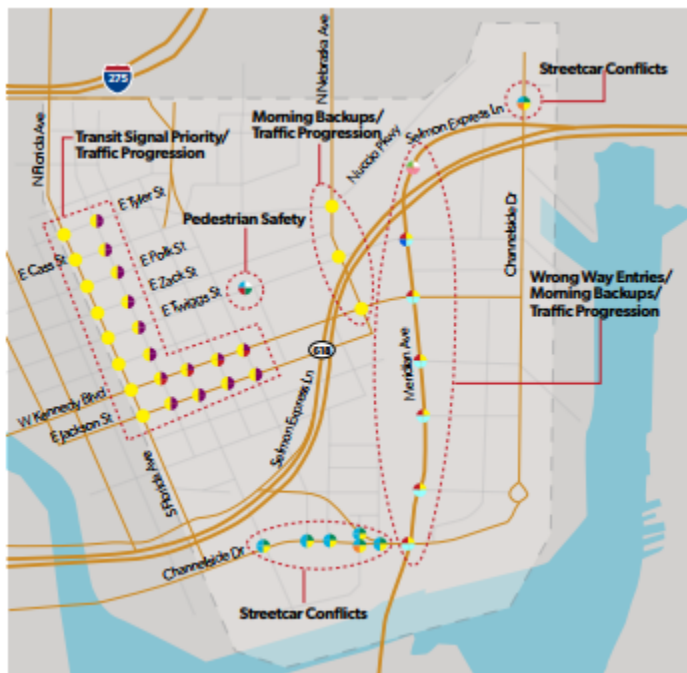 Streetcar Conflicts
275
N Nebraska Ave
Morning Backups/
Traffic Progression
Selmon Express Ln
Nuccio Pkwy
N Florida Ave
Transit Signal Priority/
Traffic Progression
E Tyler St
Pedestrian Safety
Channelside Dr
E Cass St
E Polk St
E Zack St
E Twiggs St
Wrong Way Entries/
Morning Backups/
Traffic Progression
618
Meridian Ave
W Kennedy Blvd
E Jackson St
Selmon Express Ln
S Florida Ave
Channelside Dr
Streetcar Conflicts